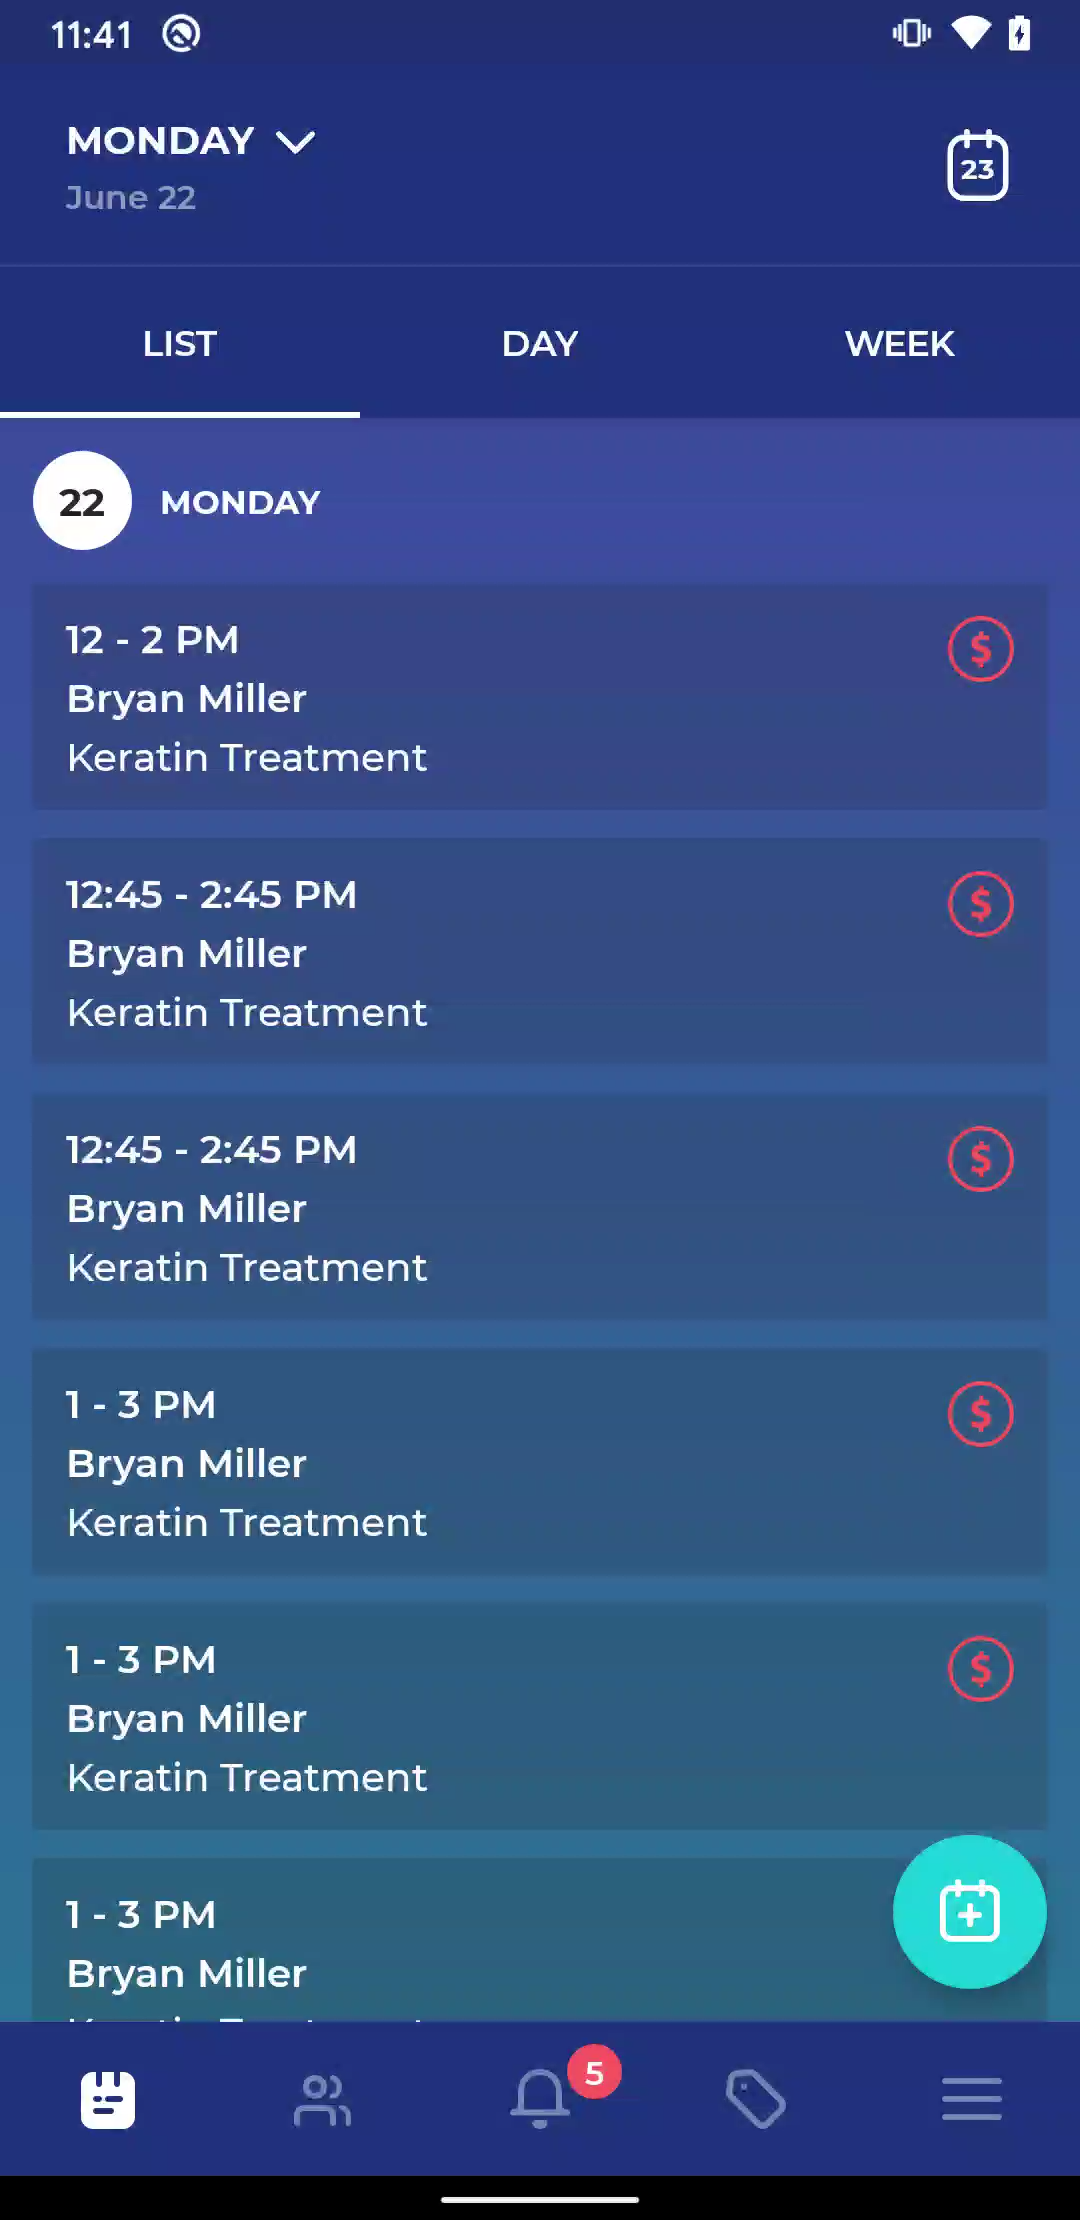 11:41
MONDAY
June 22
23
LIST
DAY
WEEK
22
MONDAY
12 - 2 PM
$
Bryan Miller
Keratin Treatment
12:45 - 2:45 PM
$
Bryan Miller
Keratin Treatment
12:45 - 2:45 PM
$
Bryan Miller
Keratin Treatment
1 - 3 PM
$
Bryan Miller
Keratin Treatment
1 - 3 PM
$
Bryan Miller
Keratin Treatment
1 - 3 PM
Bryan Miller
5